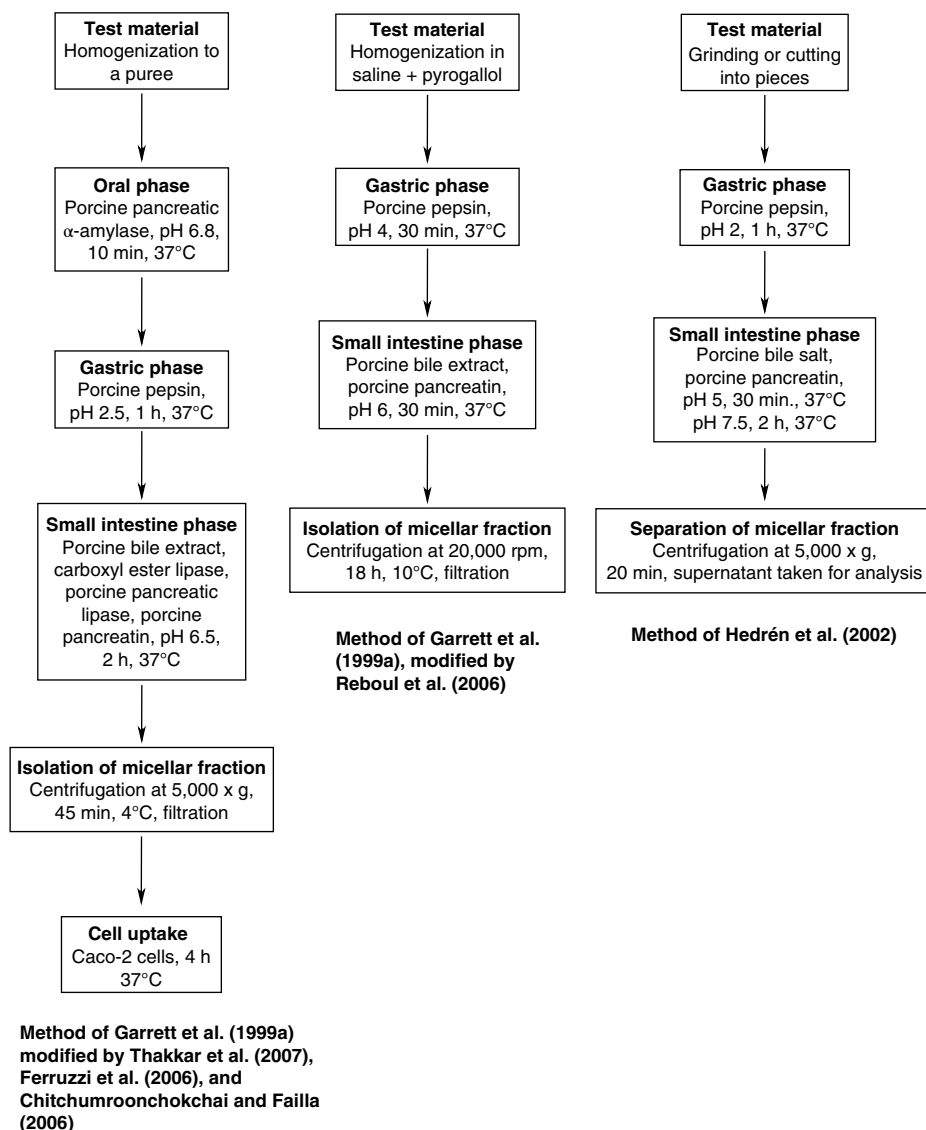 Test material
Homogenization to
a puree
Oral phase
Porcine pancreatic
α-amylase, pH 6.8,
10 min, 37°C
Gastric phase
Porcine pepsin,
pH 2.5, 1 h, 37°C
Small intestine phase
Porcine bile extract,
carboxyl ester lipase,
porcine pancreatic
lipase, porcine
pancreatin, pH 6.5,
2 h, 37°C
Isolation of micellar fraction
Centrifugation at 5,000 x g,
45 min, 4°C, filtration
Cell uptake
Caco-2 cells, 4 h
37°C
Method of Garrett et al. (1999a)
modified by Thakkar et al. (2007),
Ferruzzi et al. (2006), and
Chitchumroonchokchai and Failla
(2006)
Test material
Homogenization in
saline + pyrogallol
Gastric phase
Porcine pepsin,
pH 4, 30 min, 37°C
Small intestine phase
Porcine bile extract,
porcine pancreatin,
pH 6, 30 min, 37°C
Isolation of micellar fraction
Centrifugation at 20,000 rpm,
18 h, 10°C, filtration
Method of Garrett et al.
(1999a), modified by
Reboul et al. (2006)
Test material
Grinding or cutting
into pieces
Gastric phase
Porcine pepsin,
pH 2, 1 h, 37°C
Small intestine phase
Porcine bile salt,
porcine pancreatin,
pH 5, 30 min., 37°C
pH 7.5, 2 h, 37°C
Separation of micellar fraction
Centrifugation at 5,000 x g,
20 min, supernatant taken for analysis
Method of Hedrén et al. (2002)